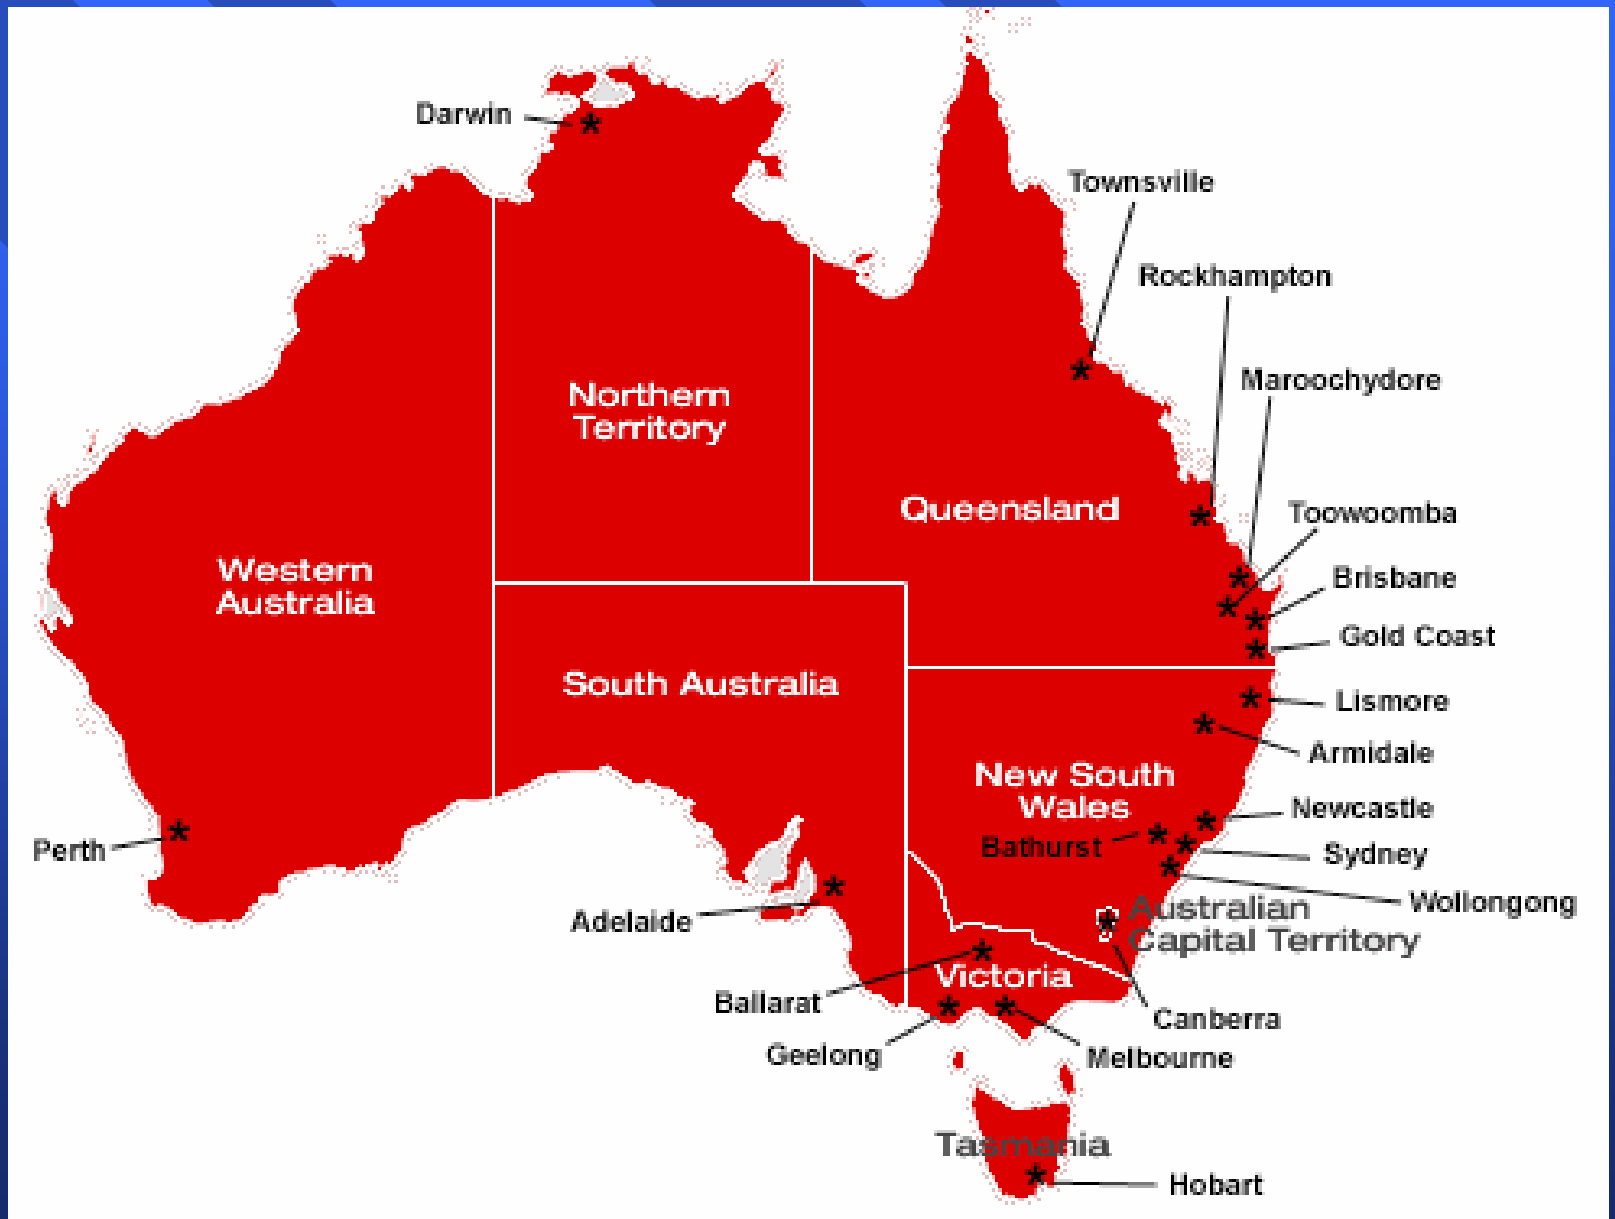 Darwin
Townsville
Rockhampton
Maroochydore
Northern
Territory
Queensland
Toowoomba
Western
Australia
Brisbane
Gold Coast
South Australia
Lismore
Armidale
New South
Wales
Newcastle
Bathurst
Sydney
Perth
Adelaide
Wollongong
Australian
Capital Territory
Victoria
Ballarat
Canberra
Geelong
Melbourne
Tasmania
Hobart